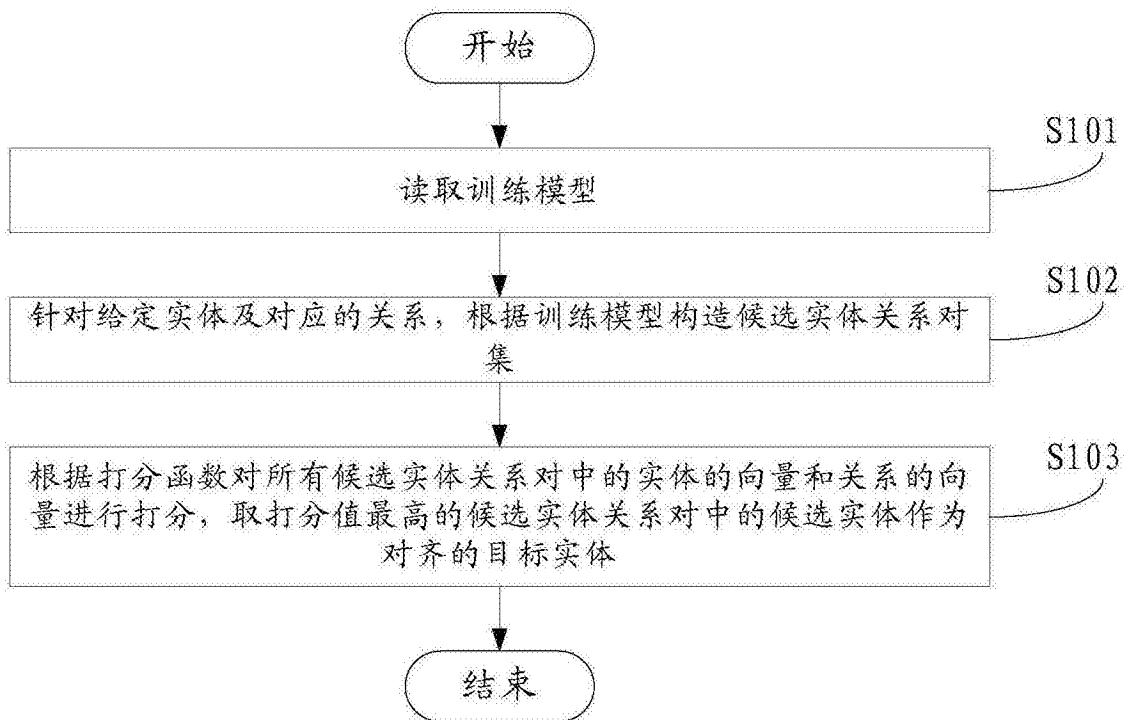 开始
S101
读取训练模型
S102
针对给定实体及对应的关系，根据训练模型构造候选实体关系对
集
S103
根据打分函数对所有候选实体关系对中的实体的向量和关系的向
量进行打分，取打分值最高的候选实体关系对中的候选实体作为
对齐的目标实体
结束